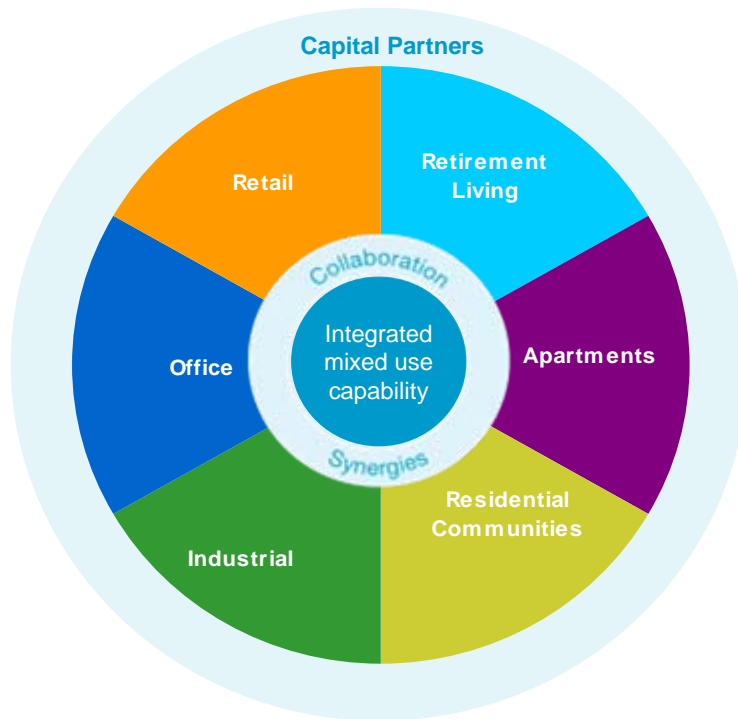 Capital Partners
Retail
Retirement
Living
Collaboration
Integrated
mixed use
capability
Office
Apartments
Synergies
Residential
Communities
Industrial